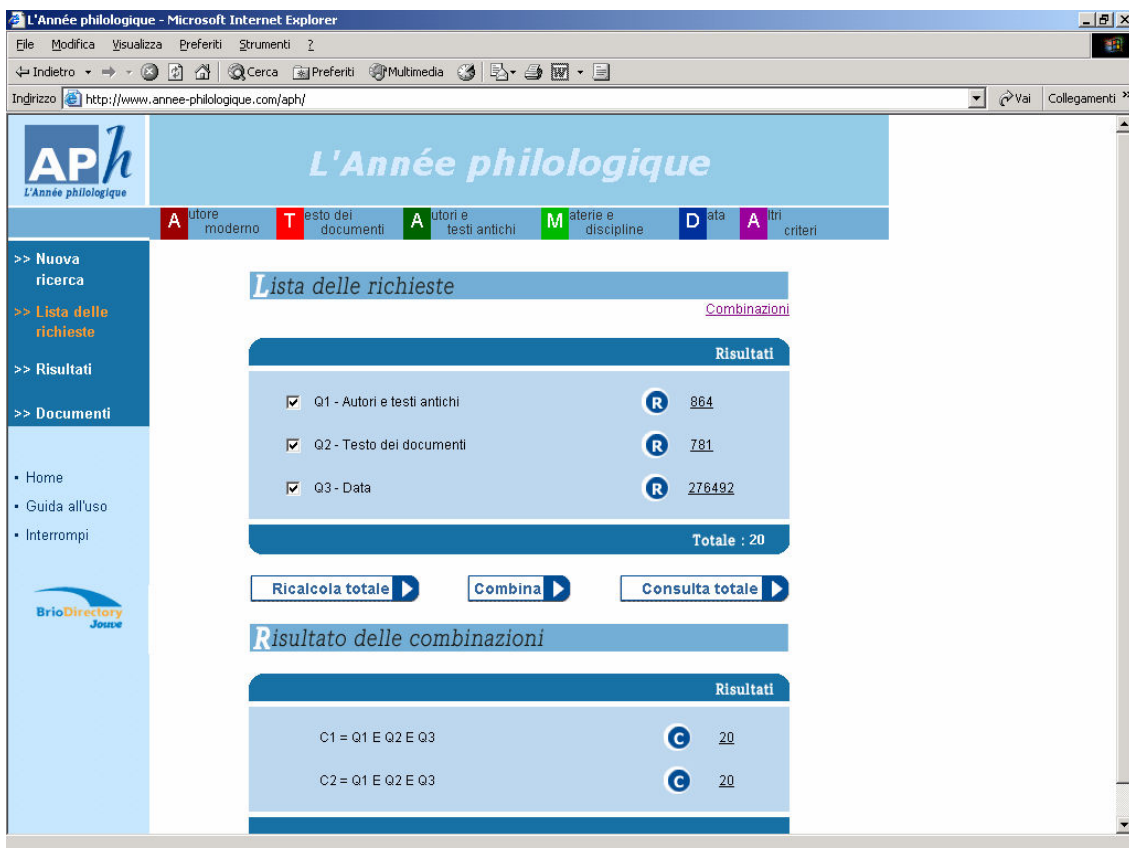 L'Année philologique - Microsoft Internet Explorer
File Modifica Visualizza Preferiti Strumenti ?
Indietro Cerca Preferiti Multimedia
Indirizzo http://www.annee-philologique.com/aph/ Vai Collegamenti »
APh
L'Année philologique
L'Année philologique
Autore moderno
Testo dei documenti
Autori e testi antichi
Materie e discipline
Data
Altri criteri
>> Nuova
ricerca
>> Lista delle
richieste
>> Risultati
>> Documenti
• Home
• Guida all'uso
• Interrompi
BrioDirectory
Jouve
Lista delle richieste
Combinazioni
Risultati
Q1 - Autori e testi antichi R 864
Q2 - Testo dei documenti R 781
Q3 - Data R 276492
Totale : 20
Ricalcola totale Combina Consulta totale
Risultato delle combinazioni
Risultati
C1 = Q1 E Q2 E Q3 C 20
C2 = Q1 E Q2 E Q3 C 20